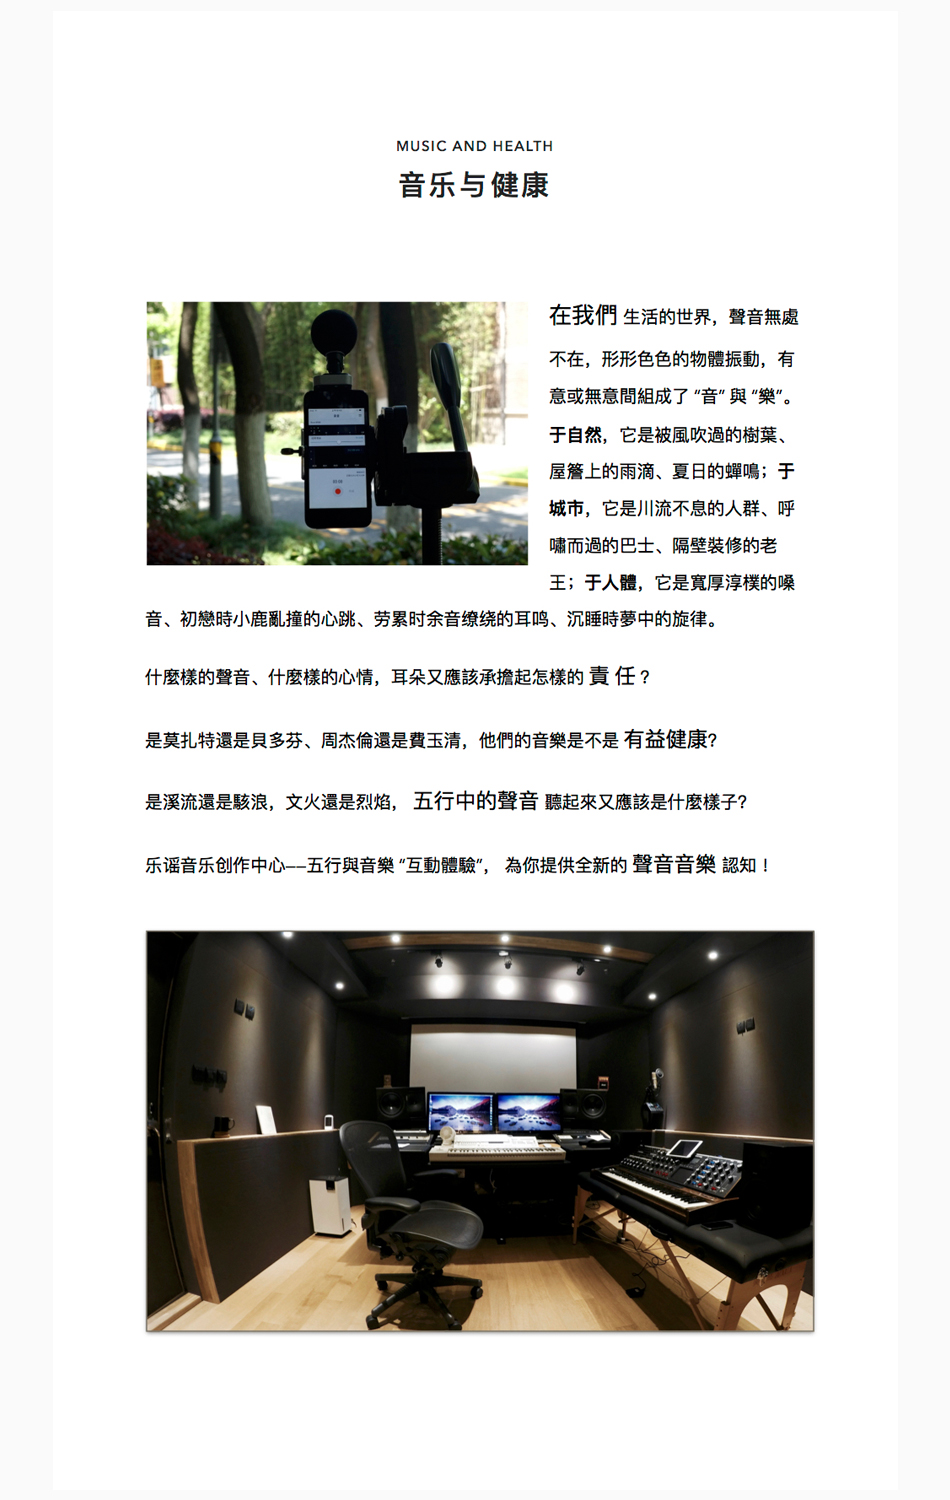 MUSIC AND HEALTH
音乐与健康
在我們 生活的世界，聲音無處
不在，形形色色的物體振動，有
意或無意間組成了 “音” 與 “樂”。
于自然，它是被風吹過的樹葉、
屋簷上的雨滴、夏日的蟬鳴；于
城市，它是川流不息的人群、呼
嘯而過的巴士、隔壁裝修的老
王；于人體，它是寬厚淳樸的嗓
音、初戀時小鹿亂撞的心跳、劳累时余音缭绕的耳鸣、沉睡時夢中的旋律。
什麼樣的聲音、什麼樣的心情，耳朵又應該承擔起怎樣的 責 任？
是莫扎特還是貝多芬、周杰倫還是費玉清，他們的音樂是不是 有益健康?
是溪流還是駭浪，文火還是烈焰， 五行中的聲音 聽起來又應該是什麼樣子?
乐谣音乐创作中心——五行與音樂 “互動體驗”， 為你提供全新的 聲音音樂 認知！